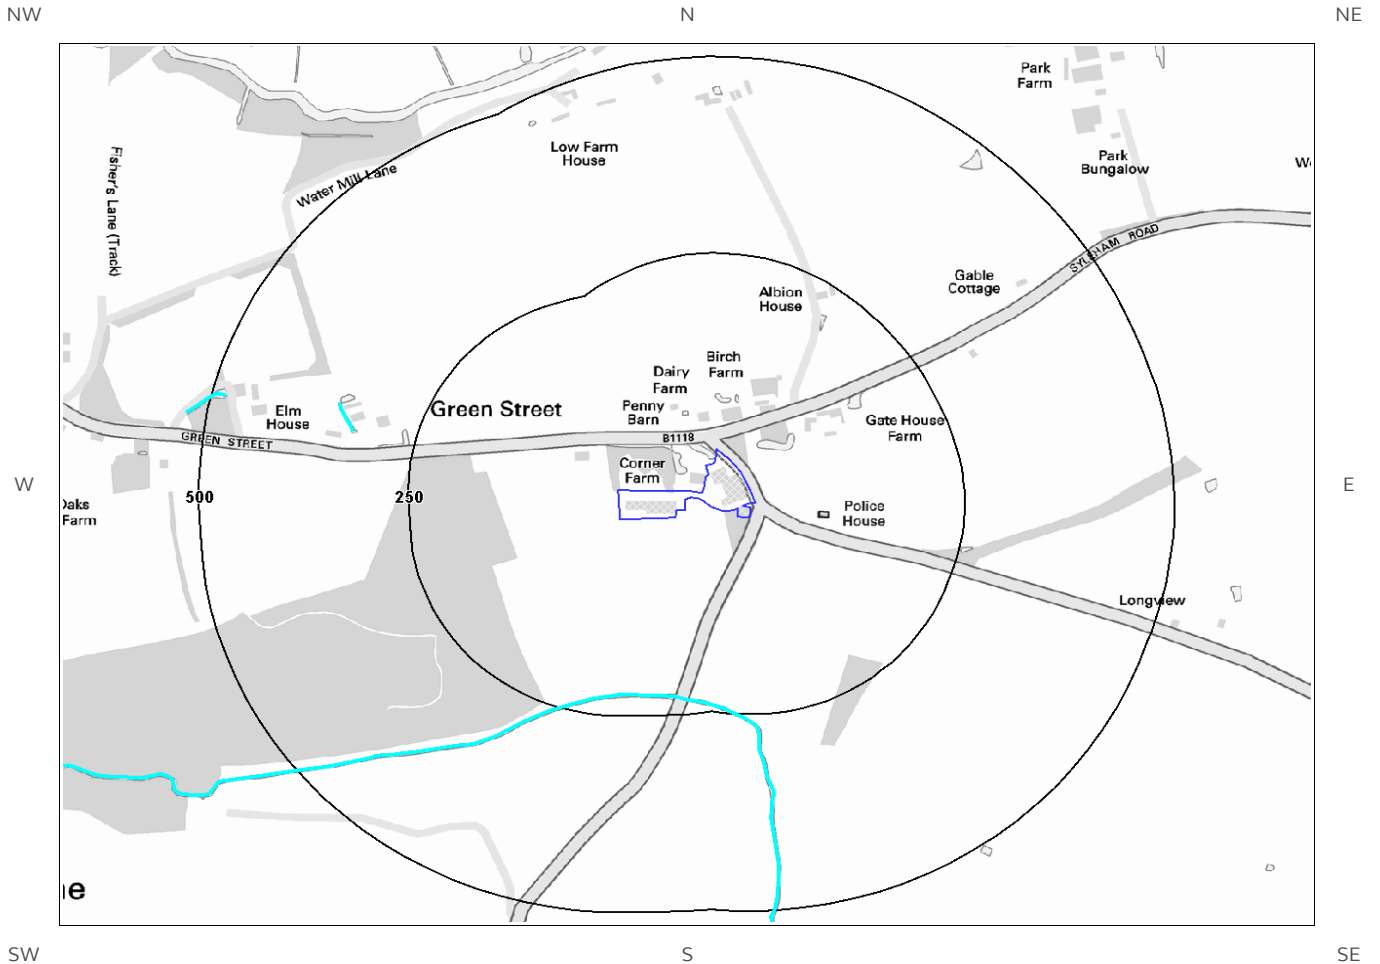 NW N NE
Park
Farm
Low Farm
House
Park
Bungalow
Fisher's Lane (Track)
Water Mill Lane
SYLEHAM ROAD
Gable
Cottage
Albion
House
Birch
Farm
Dairy
Farm
Penny
Barn
Green Street
Elm
House
GREEN STREET
B1118
Gate House
Farm
Corner
Farm
W 500 250 E
Farm
Police
House
Longview
SW S SE